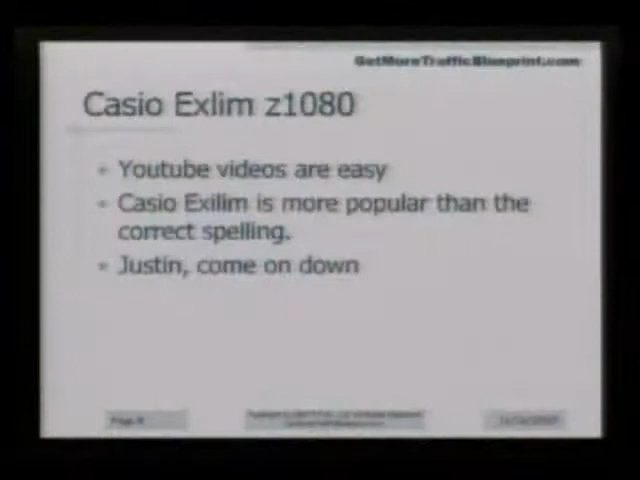 GetMoreTrafficBlueprint.com
Casio Exlim z1080
Youtube videos are easy
Casio Exilim is more popular than the
correct spelling.
Justin, come on down